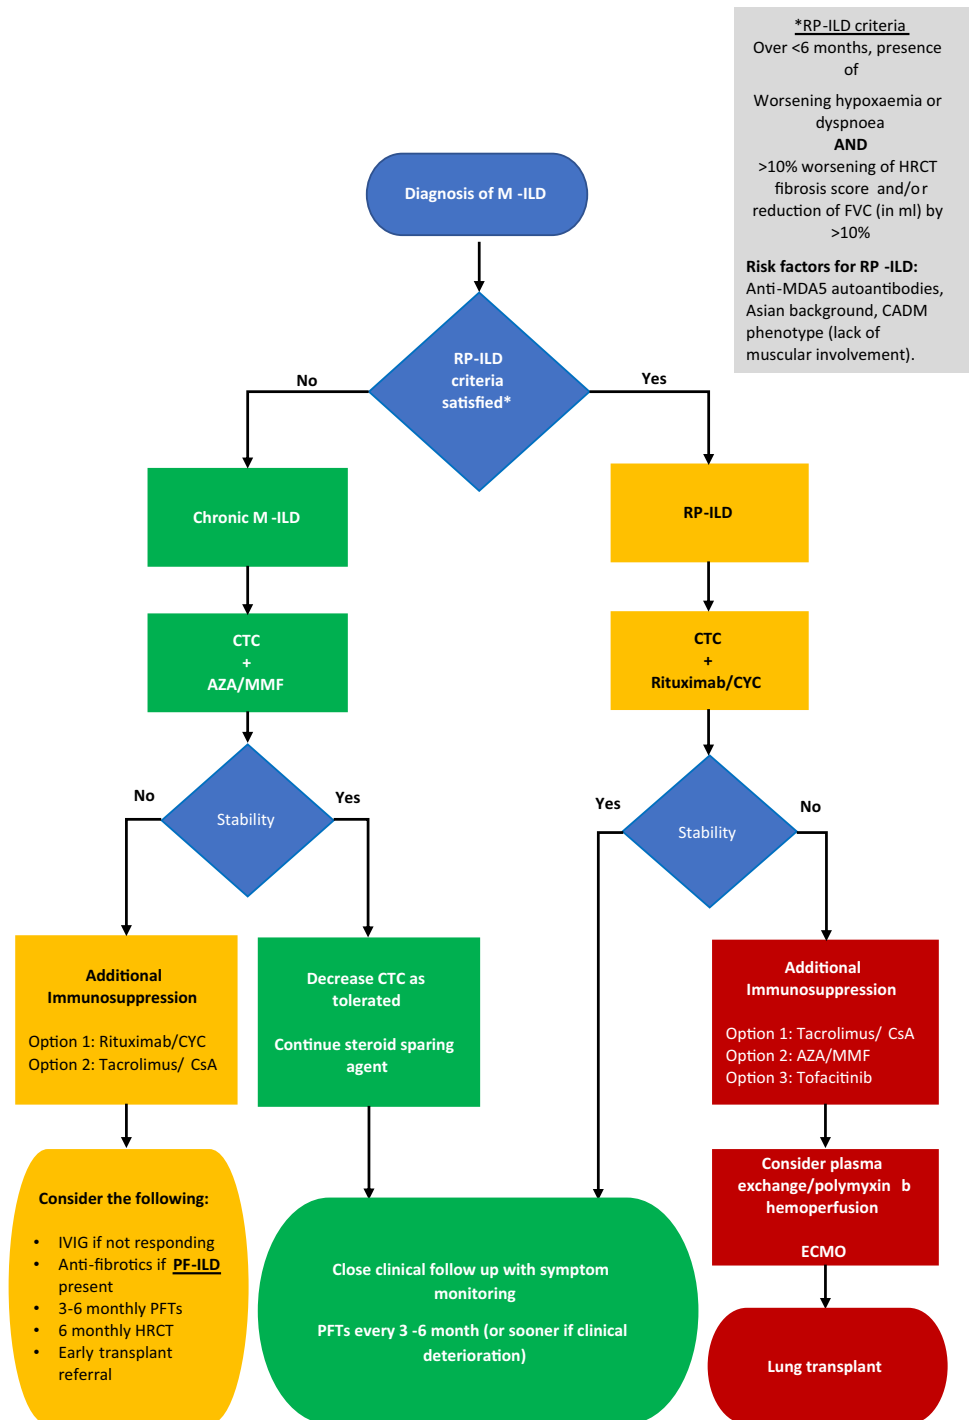 *RP-ILD criteria
Over <6 months, presence
of
Worsening hypoxaemia or
dyspnoea
AND
>10% worsening of HRCT
fibrosis score and/or
reduction of FVC (in ml) by
>10%
Risk factors for RP -ILD:
Anti-MDA5 autoantibodies,
Asian background, CADM
phenotype (lack of
muscular involvement).
Diagnosis of M -ILD
RP-ILD
criteria
satisfied*
No
Yes
Chronic M -ILD
RP-ILD
CTC
+
AZA/MMF
CTC
+
Rituximab/CYC
Stability
No
Yes
Stability
Yes
No
Additional
Immunosuppression
Option 1: Rituximab/CYC
Option 2: Tacrolimus/ CsA
Decrease CTC as
tolerated
Continue steroid sparing
agent
Additional
Immunosuppression
Option 1: Tacrolimus/ CsA
Option 2: AZA/MMF
Option 3: Tofacitinib
Consider the following:
• IVIG if not responding
• Anti-fibrotics if PF-ILD
present
• 3-6 monthly PFTs
• 6 monthly HRCT
• Early transplant
referral
Close clinical follow up with symptom
monitoring
PFTs every 3 -6 month (or sooner if clinical
deterioration)
Consider plasma
exchange/polymyxin b
hemoperfusion
ECMO
Lung transplant